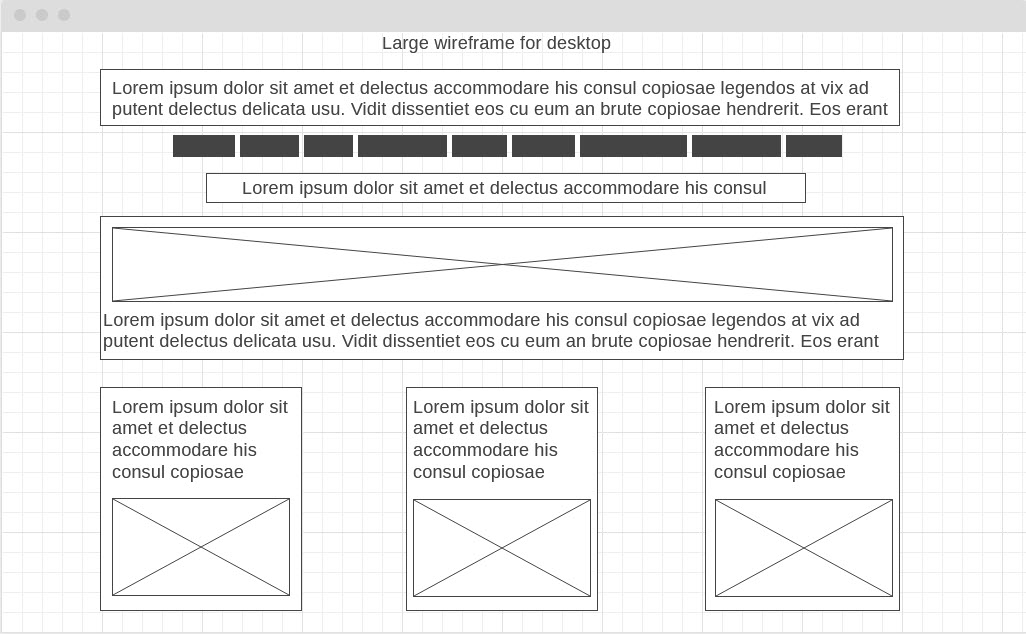 Large wireframe for desktop
Lorem ipsum dolor sit amet et delectus accommodare his consul copiosae legendos at vix ad
putent delectus delicata usu. Vidit dissentiet eos cu eum an brute copiosae hendrerit. Eos erant
Lorem ipsum dolor sit amet et delectus accommodare his consul
Lorem ipsum dolor sit amet et delectus accommodare his consul copiosae legendos at vix ad
putent delectus delicata usu. Vidit dissentiet eos cu eum an brute copiosae hendrerit. Eos erant
Lorem ipsum dolor sit
amet et delectus
accommodare his
consul copiosae
Lorem ipsum dolor sit
amet et delectus
accommodare his
consul copiosae
Lorem ipsum dolor sit
amet et delectus
accommodare his
consul copiosae